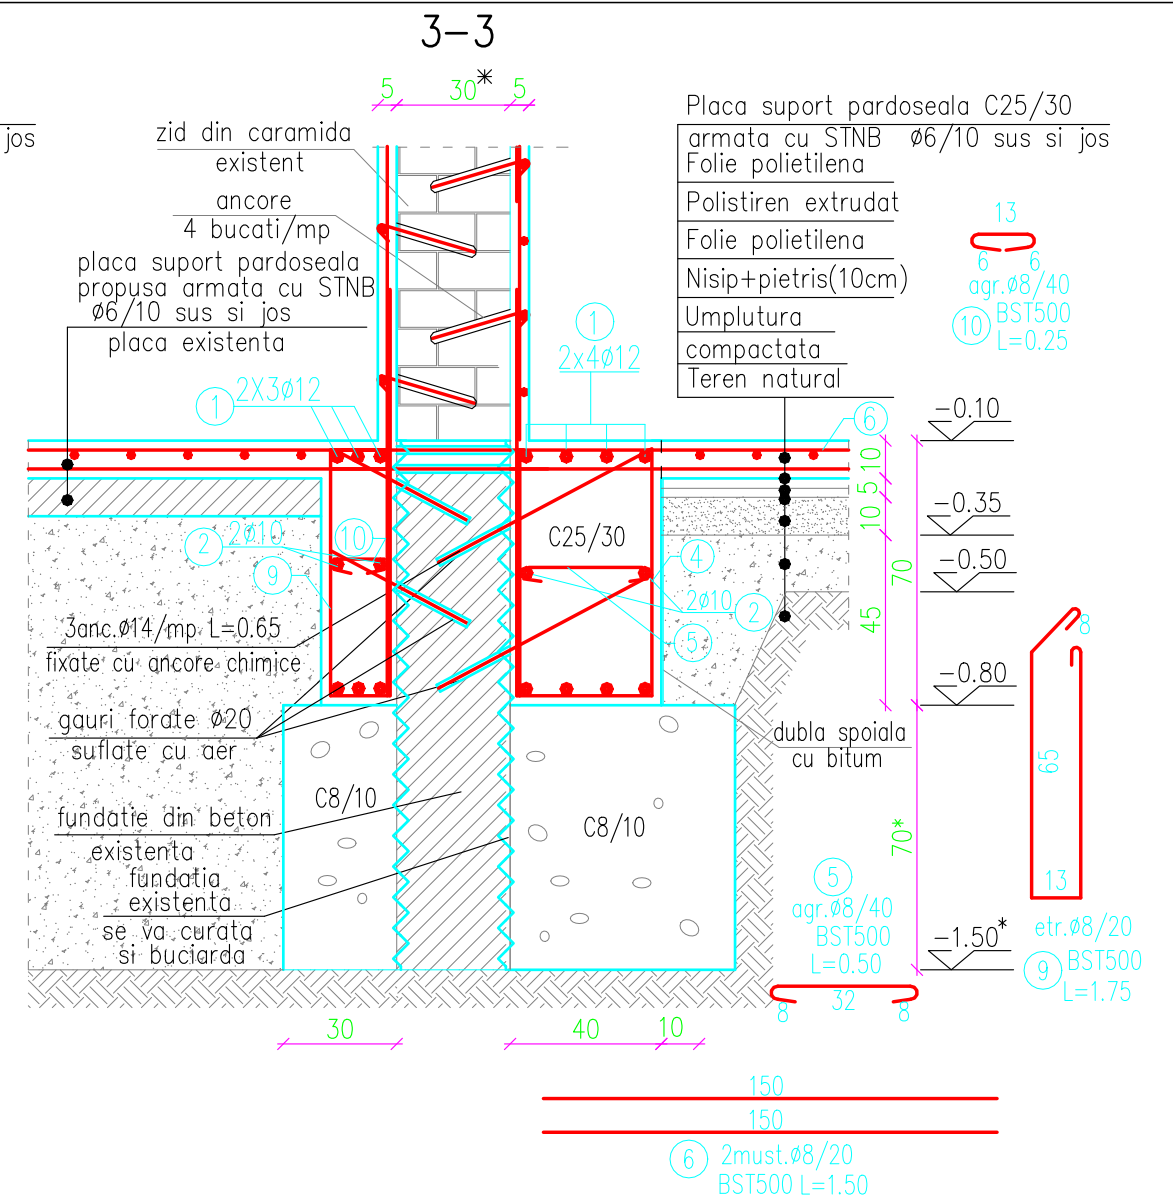 3-3
5 30* 5
jos
zid din caramida
existent
ancore
4 bucati/mp
placa suport pardoseala
propusa armata cu STNB
ø6/10 sus si jos
placa existenta
Placa suport pardoseala C25/30
armata cu STNB ø6/10 sus si jos
Folie polietilena
Polistiren extrudat
Folie polietilena
Nisip+pietris(10cm)
Umplutura
compactata
Teren natural
13
6 6
agr.ø8/40
10 BST500
L=0.25
1
2x4ø12
1 2X3ø12
6
-0.10
10
5
10
45
70
70*
-0.35
-0.50
-0.80
-1.50*
2 2ø10
10
9
C25/30
4
2ø10 2
5
3anc.ø14/mp L=0.65
fixate cu ancore chimice
gauri forate ø20
suflate cu aer
dubla spoiala
cu bitum
C8/10
C8/10
fundatie din beton
existenta
fundatia
existenta
se va curata
si buciarda
8
65
13
etr.ø8/20
9 BST500
L=1.75
5
agr.ø8/40
BST500
L=0.50
32
8 8
30
40
10
150
150
6 2must.ø8/20
BST500 L=1.50